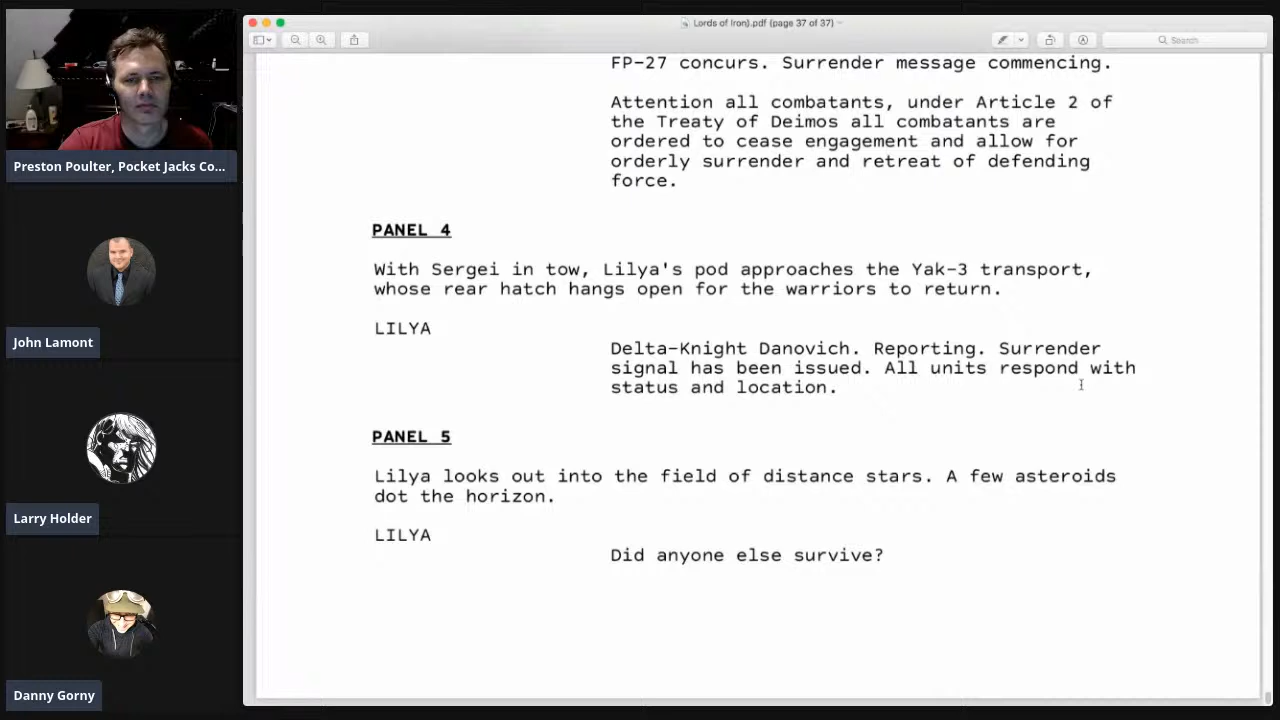 Lords of Iron).pdf (page 37 of 37)
Search
FP-27 concurs. Surrender message commencing.
Attention all combatants, under Article 2 of
the Treaty of Deimos all combatants are
ordered to cease engagement and allow for
orderly surrender and retreat of defending
force.
PANEL 4
With Sergei in tow, Lilya's pod approaches the Yak-3 transport,
whose rear hatch hangs open for the warriors to return.
LILYA
Delta-Knight Danovich. Reporting. Surrender
signal has been issued. All units respond with
status and location.
PANEL 5
Lilya looks out into the field of distance stars. A few asteroids
dot the horizon.
LILYA
Did anyone else survive?
Preston Poulter, Pocket Jacks Co...
John Lamont
Larry Holder
Danny Gorny